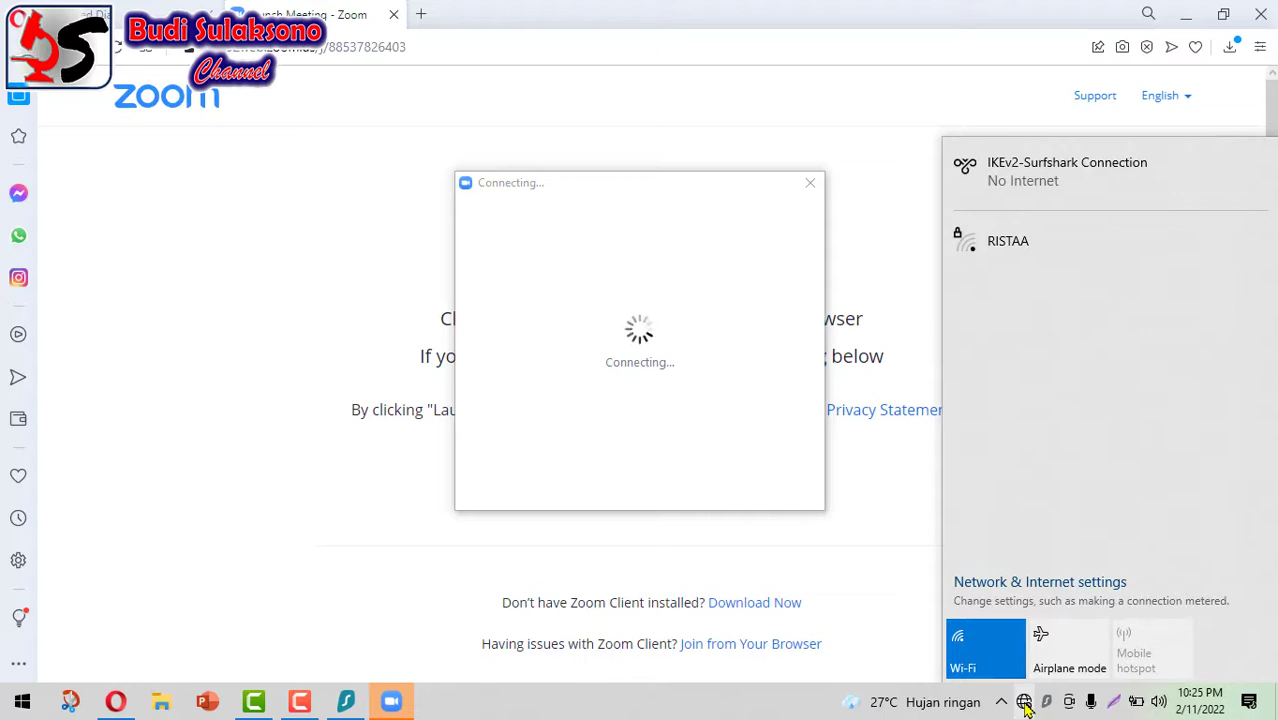 unch Meeting - Zoom
Budi Sulaksono
Channel
/j/88537826403
zoom
Support
English
Connecting...
IKEv2-Surfshark Connection
No Internet
RISTAA
wser
If yo
below
Connecting...
By clicking "Lau
Privacy Statemen
Network & Internet settings
Change settings, such as making a connection metered.
Don't have Zoom Client installed? Download Now
Having issues with Zoom Client? Join from Your Browser
Wi-Fi
Airplane mode
Mobile
hotspot
27°C Hujan ringan
10:25 PM
2/11/2022